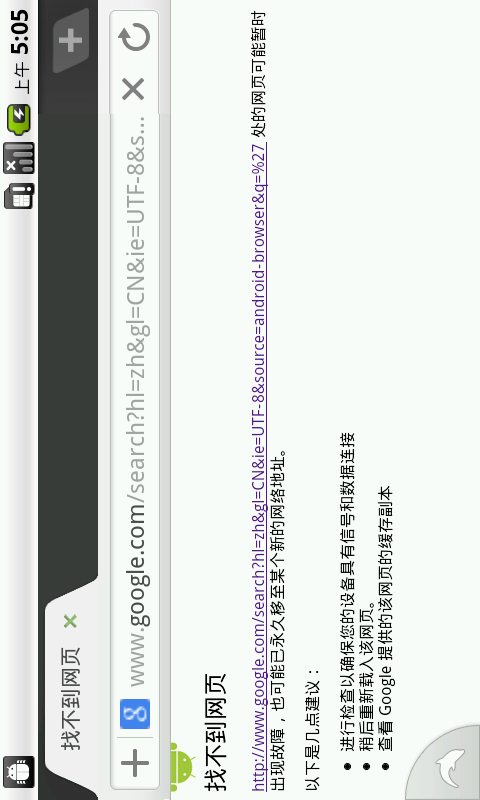 上午 5:05
找不到网页
www.google.com/search?hl=zh&gl=CN&ie=UTF-8&s...
找不到网页
http://www.google.com/search?hl=zh&gl=CN&ie=UTF-8&source=android-browser&q=%27 处的网页可能暂时
出现故障，也可能已永久移至某个新的网络地址。
以下是几点建议：
进行检查以确保您的设备具有信号和数据连接
稍后重新载入该网页。
查看 Google 提供的该网页的缓存副本